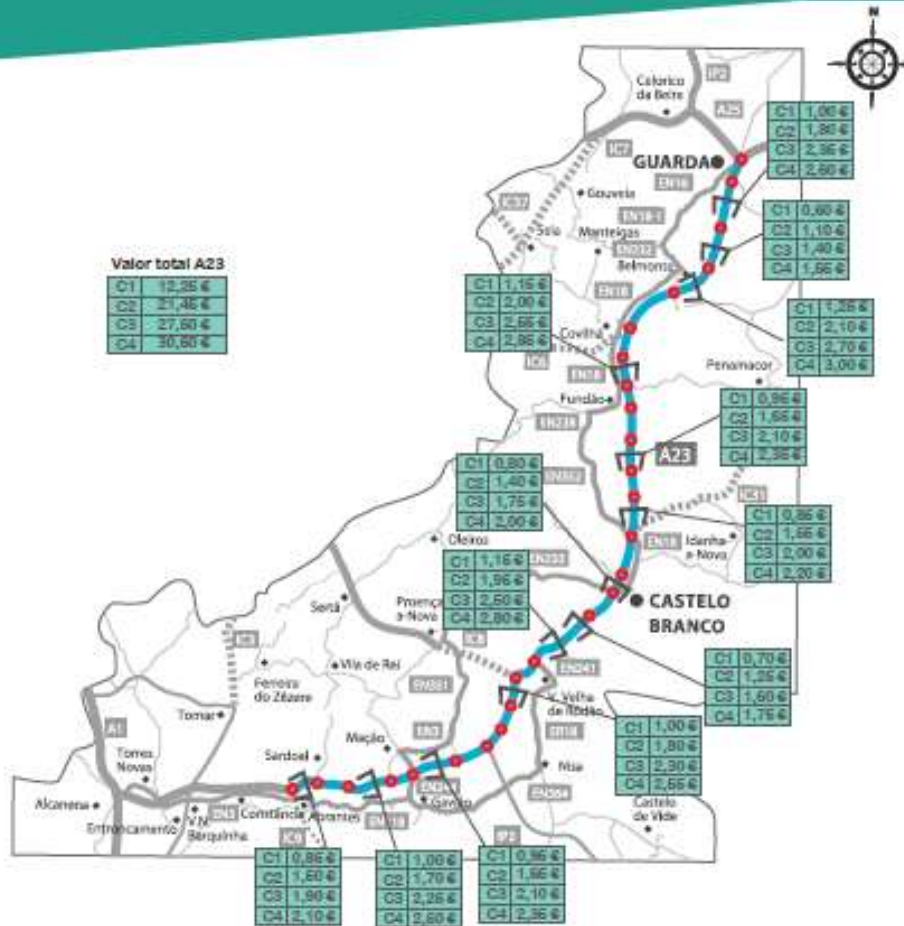 N
Celorico
da Beira
IP2
A25
C1 1,00 €
C2 1,80 €
C3 2,35 €
C4 2,60 €
IC7
GUARDA
EN16
Gouveia
IC37
EN18-1
C1 0,60 €
C2 1,10 €
C3 1,40 €
C4 1,55 €
Seia
Manteigas
EN232
Belmonte
Valor total A23
C1 12,25 €
C2 21,45 €
C3 27,50 €
C4 30,60 €
C1 1,15 €
C2 2,00 €
C3 2,55 €
C4 2,85 €
EN18
Covilhã
IC6
C1 1,25 €
C2 2,10 €
C3 2,70 €
C4 3,00 €
EN18
Penamacor
Fundão
C1 0,95 €
C2 1,55 €
C3 2,10 €
C4 2,35 €
A23
C1 0,80 €
C2 1,40 €
C3 1,75 €
C4 2,00 €
IC31
EN18
Idanha-
a-Nova
C1 0,85 €
C2 1,55 €
C3 2,00 €
C4 2,20 €
Oleiros
EN233
C1 1,15 €
C2 1,95 €
C3 2,50 €
C4 2,80 €
Sertã
Proença-
a-Nova
CASTELO
BRANCO
EN241
C1 0,70 €
C2 1,25 €
C3 1,60 €
C4 1,75 €
Ferreira
do Zêzere
Vila de Rei
V. Velha
de Rodão
C1 1,00 €
C2 1,80 €
C3 2,30 €
C4 2,55 €
A1
Tomar
EN3
EN18
Mação
Sardoal
Torres
Novas
Nisa
Alcanena
Entroncamento
V.N.
Barquinha
EN3
Constância
Abrantes
Gavião
EN364
Castelo
de Vide
IP2
C1 0,85 €
C2 1,50 €
C3 1,90 €
C4 2,10 €
C1 1,00 €
C2 1,70 €
C3 2,25 €
C4 2,50 €
C1 0,95 €
C2 1,55 €
C3 2,10 €
C4 2,35 €